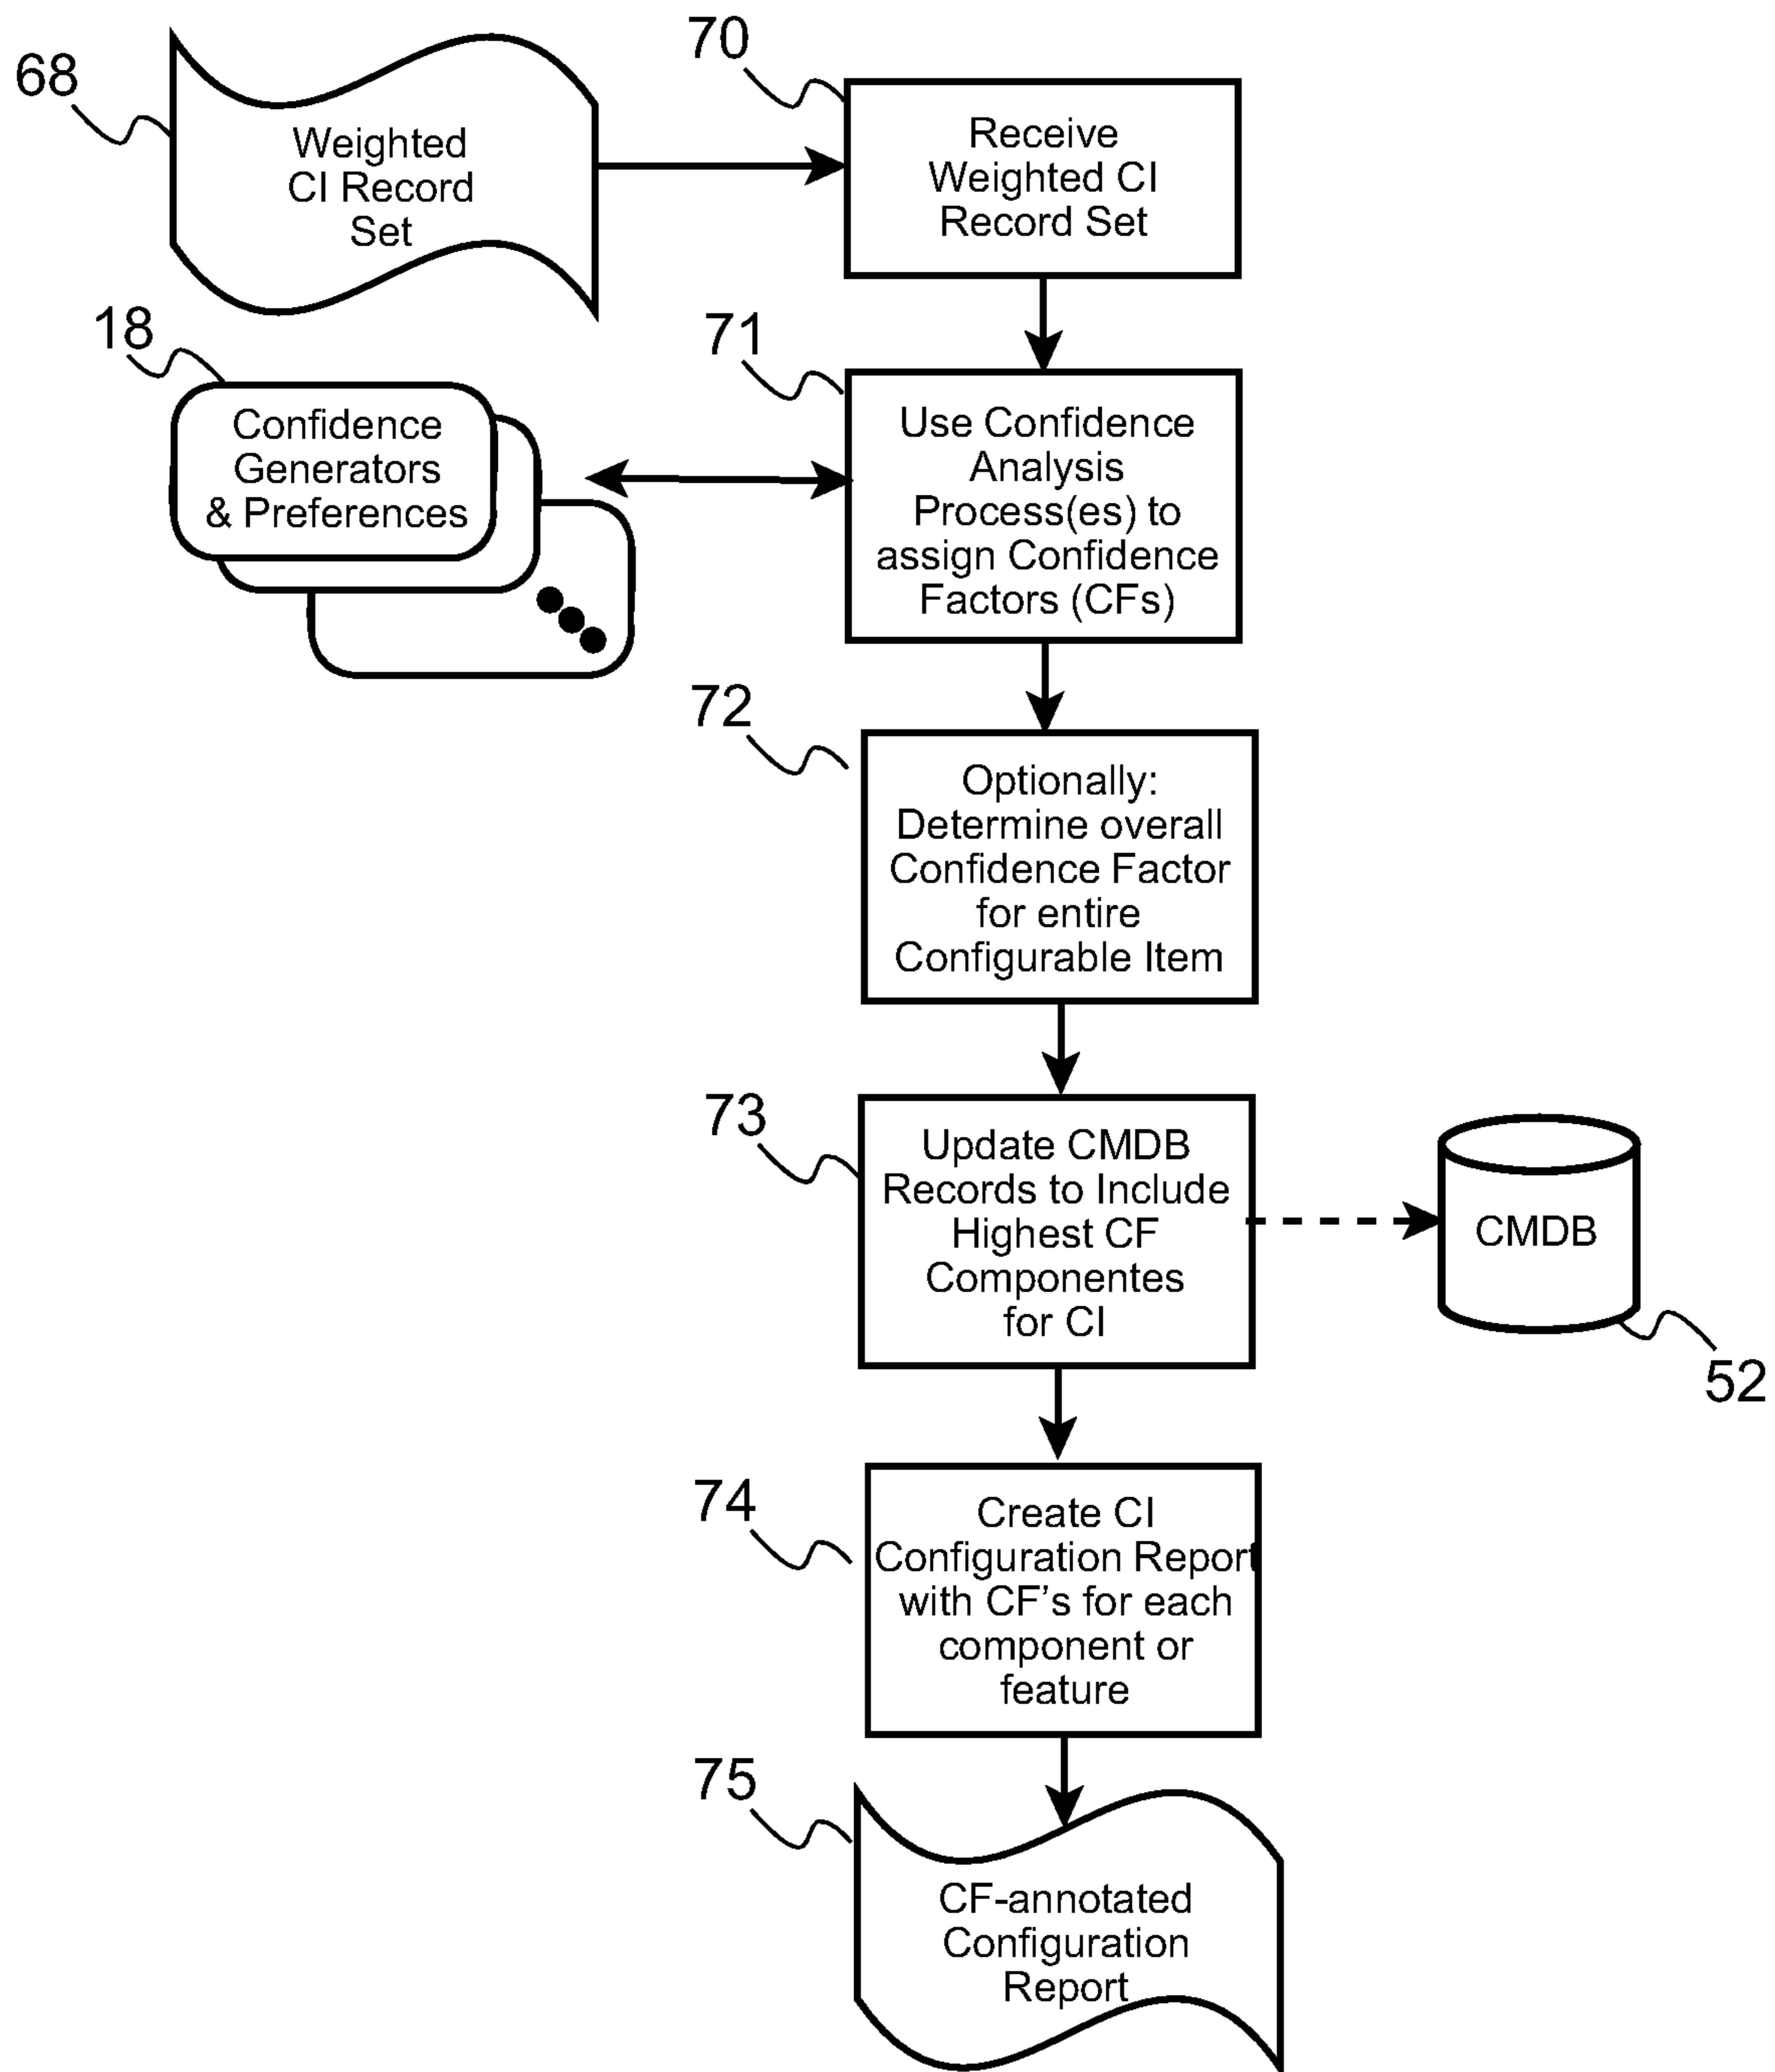 68
Weighted
CI Record
Set
70
Receive
Weighted CI
Record Set
18
Confidence
Generators
& Preferences
71
Use Confidence
Analysis
Process(es) to
assign Confidence
Factors (CFs)
72
Optionally:
Determine overall
Confidence Factor
for entire
Configurable Item
73
Update CMDB
Records to Include
Highest CF
Componentes
for CI
CMDB
52
74
Create CI
Configuration Report
with CF's for each
component or
feature
75
CF-annotated
Configuration
Report